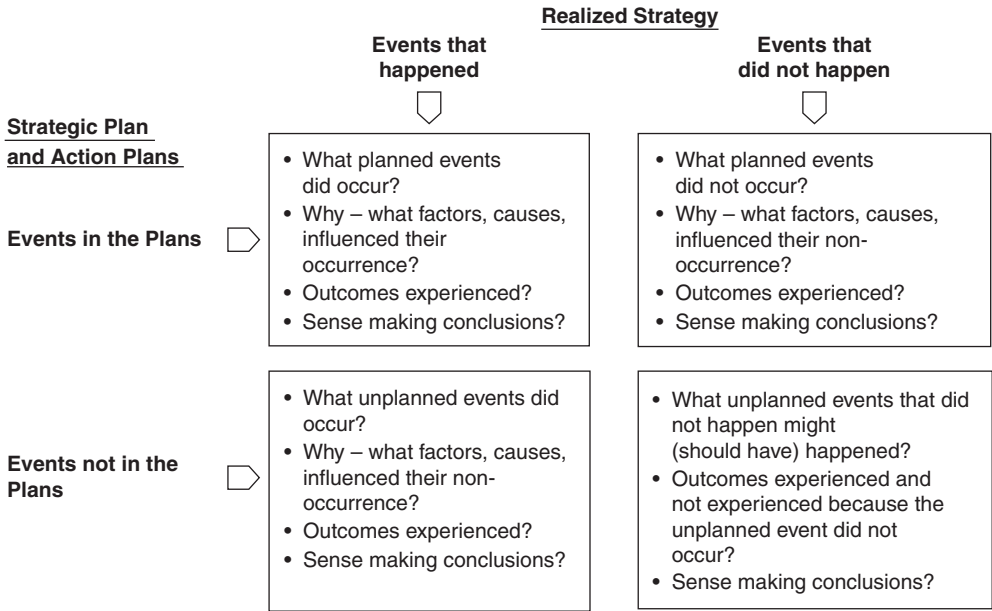 Realized Strategy
Events that
happened
Events that
did not happen
Strategic Plan
and Action Plans
Events in the Plans
• What planned events
did occur?
• Why – what factors, causes,
influenced their
occurrence?
• Outcomes experienced?
• Sense making conclusions?
• What planned events
did not occur?
• Why – what factors, causes,
influenced their non-
occurrence?
• Outcomes experienced?
• Sense making conclusions?
Events not in the
Plans
• What unplanned events did
occur?
• Why – what factors, causes,
influenced their non-
occurrence?
• Outcomes experienced?
• Sense making conclusions?
• What unplanned events that did
not happen might
(should have) happened?
• Outcomes experienced and
not experienced because the
unplanned event did not
occur?
• Sense making conclusions?